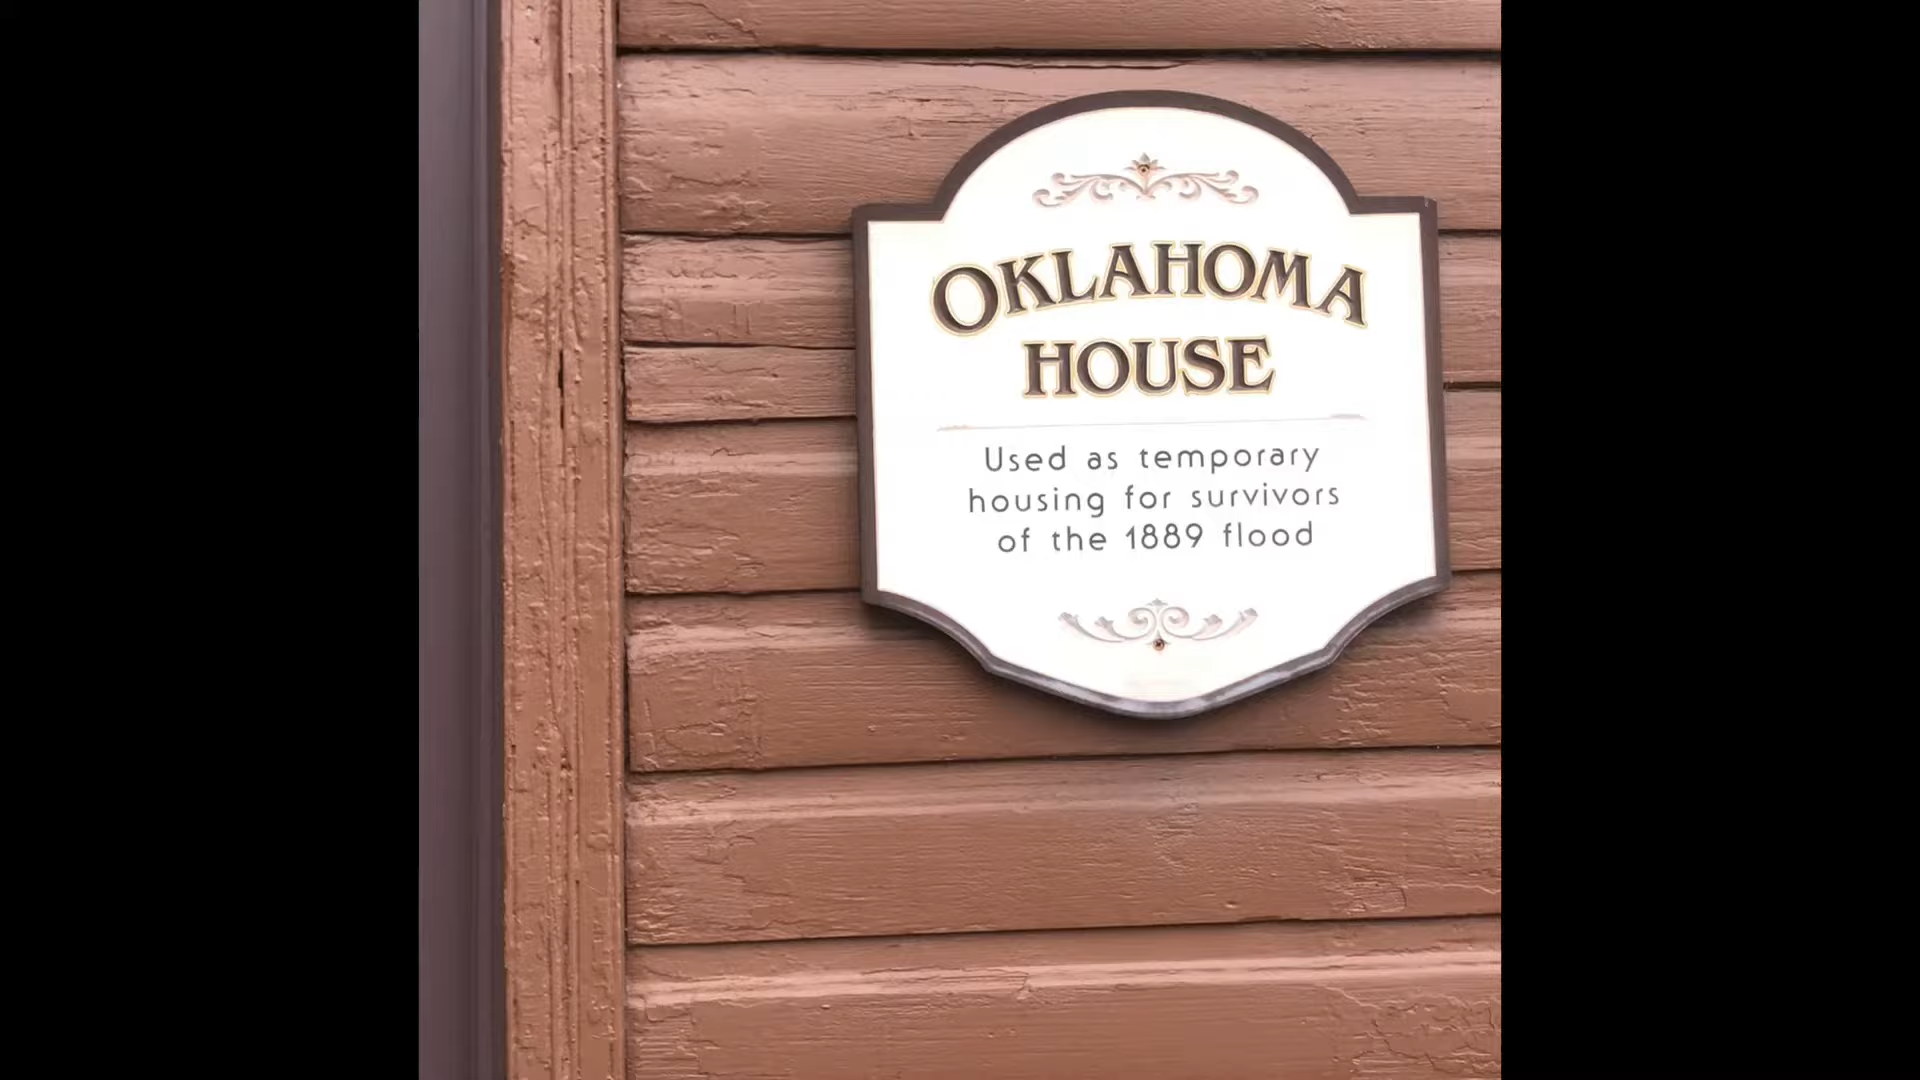 OKLAHOMA
HOUSE
Used as temporary
housing for survivors
of the 1889 flood